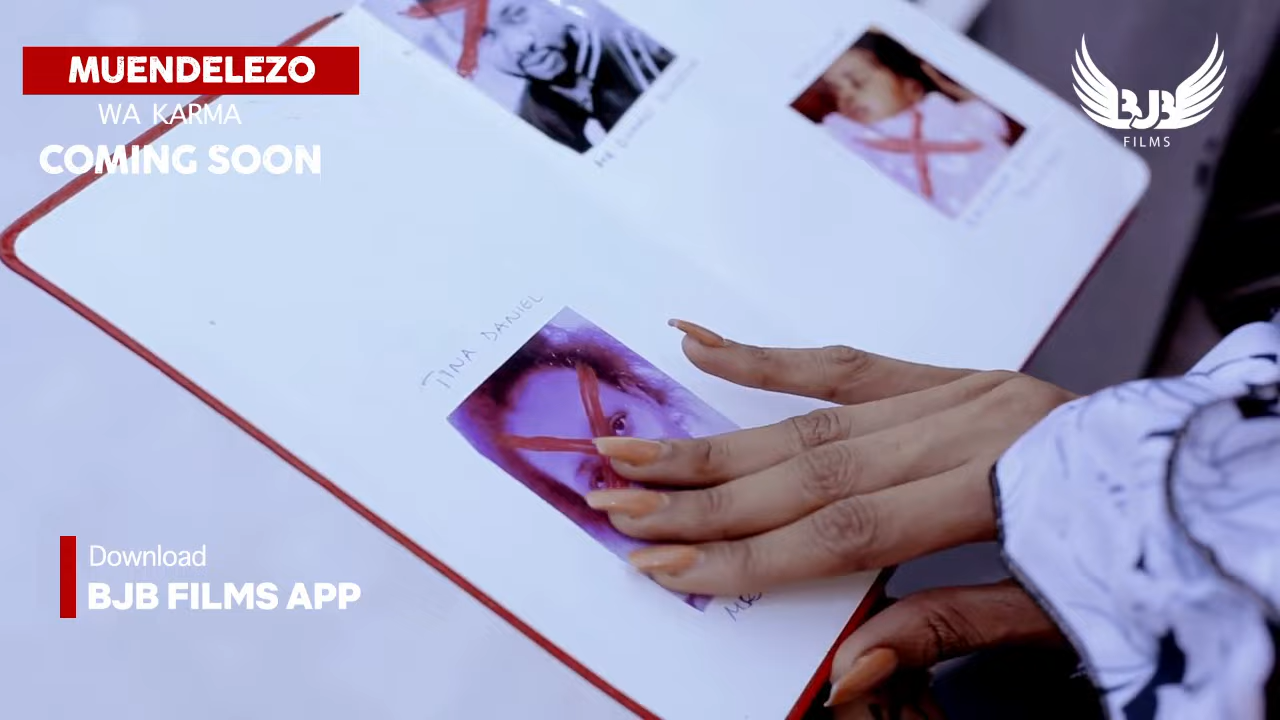 MUENDELEZO
WA KARMA
COMING SOON
BJB
FILMS
TINA DANIEL
Download
BJB FILMS APP